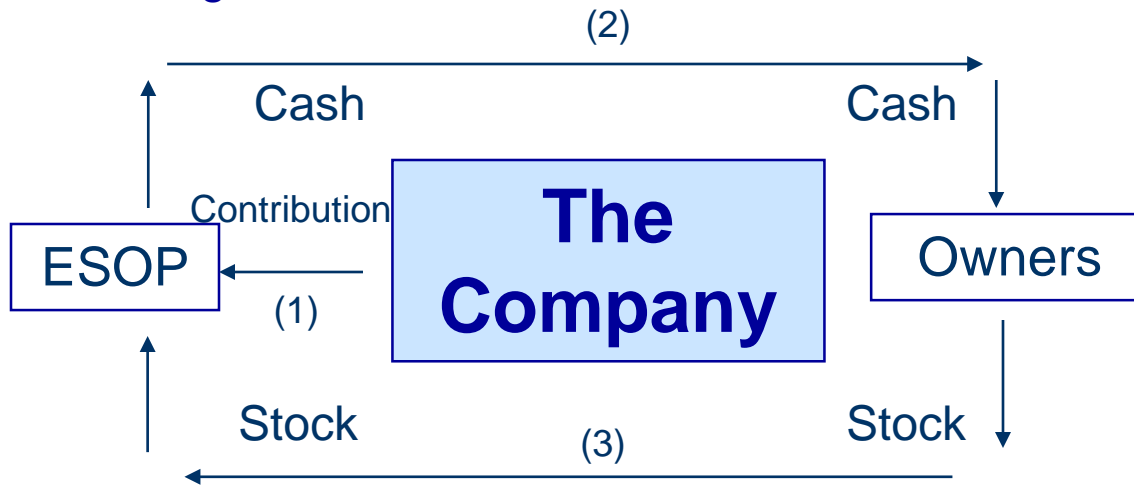 (2)
Cash
Cash
Contribution
The
Company
ESOP
Owners
(1)
Stock
Stock
(3)